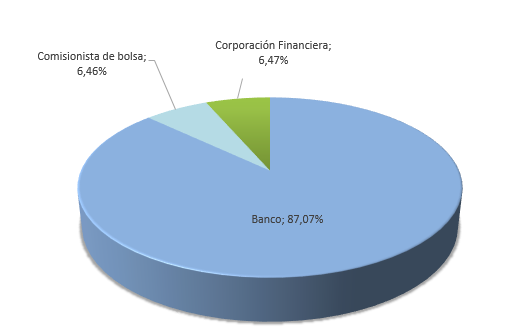 Corporación Financiera;
6,47%
Comisionista de bolsa;
6,46%
Banco; 87,07%